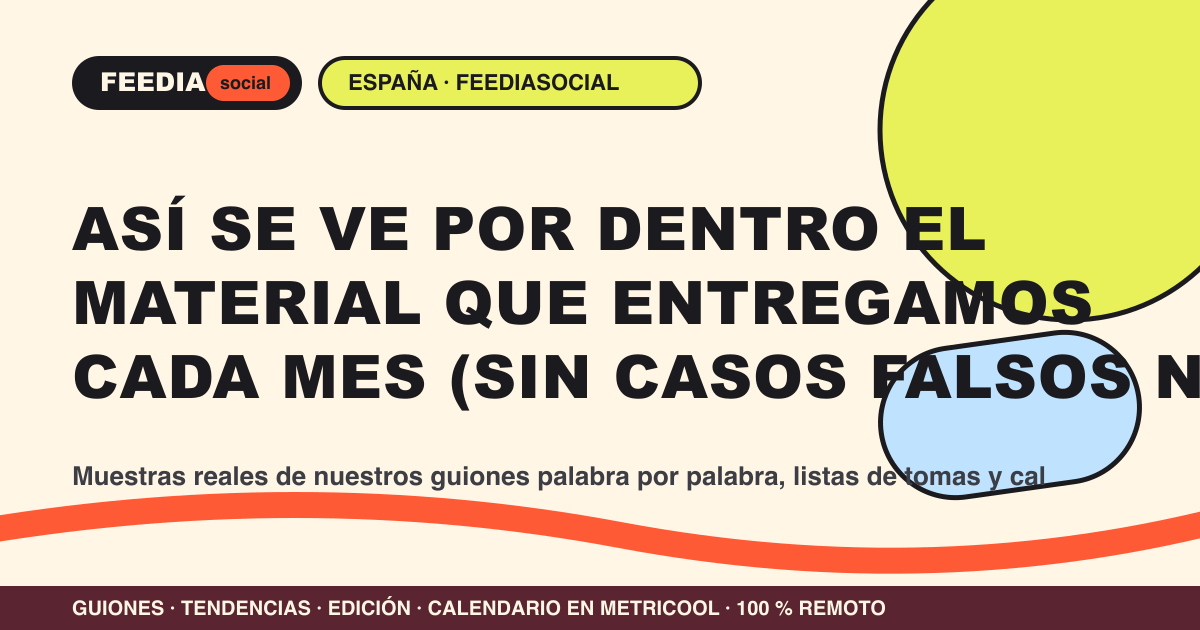 FEEDIA social
ESPAÑA · FEEDIASOCIAL
ASÍ SE VE POR DENTRO EL
MATERIAL QUE ENTREGAMOS
CADA MES (SIN CASOS FALSOS N
Muestras reales de nuestros guiones palabra por palabra, listas de tomas y cal
GUIONES · TENDENCIAS · EDICIÓN · CALENDARIO EN METRICOOL · 100 % REMOTO